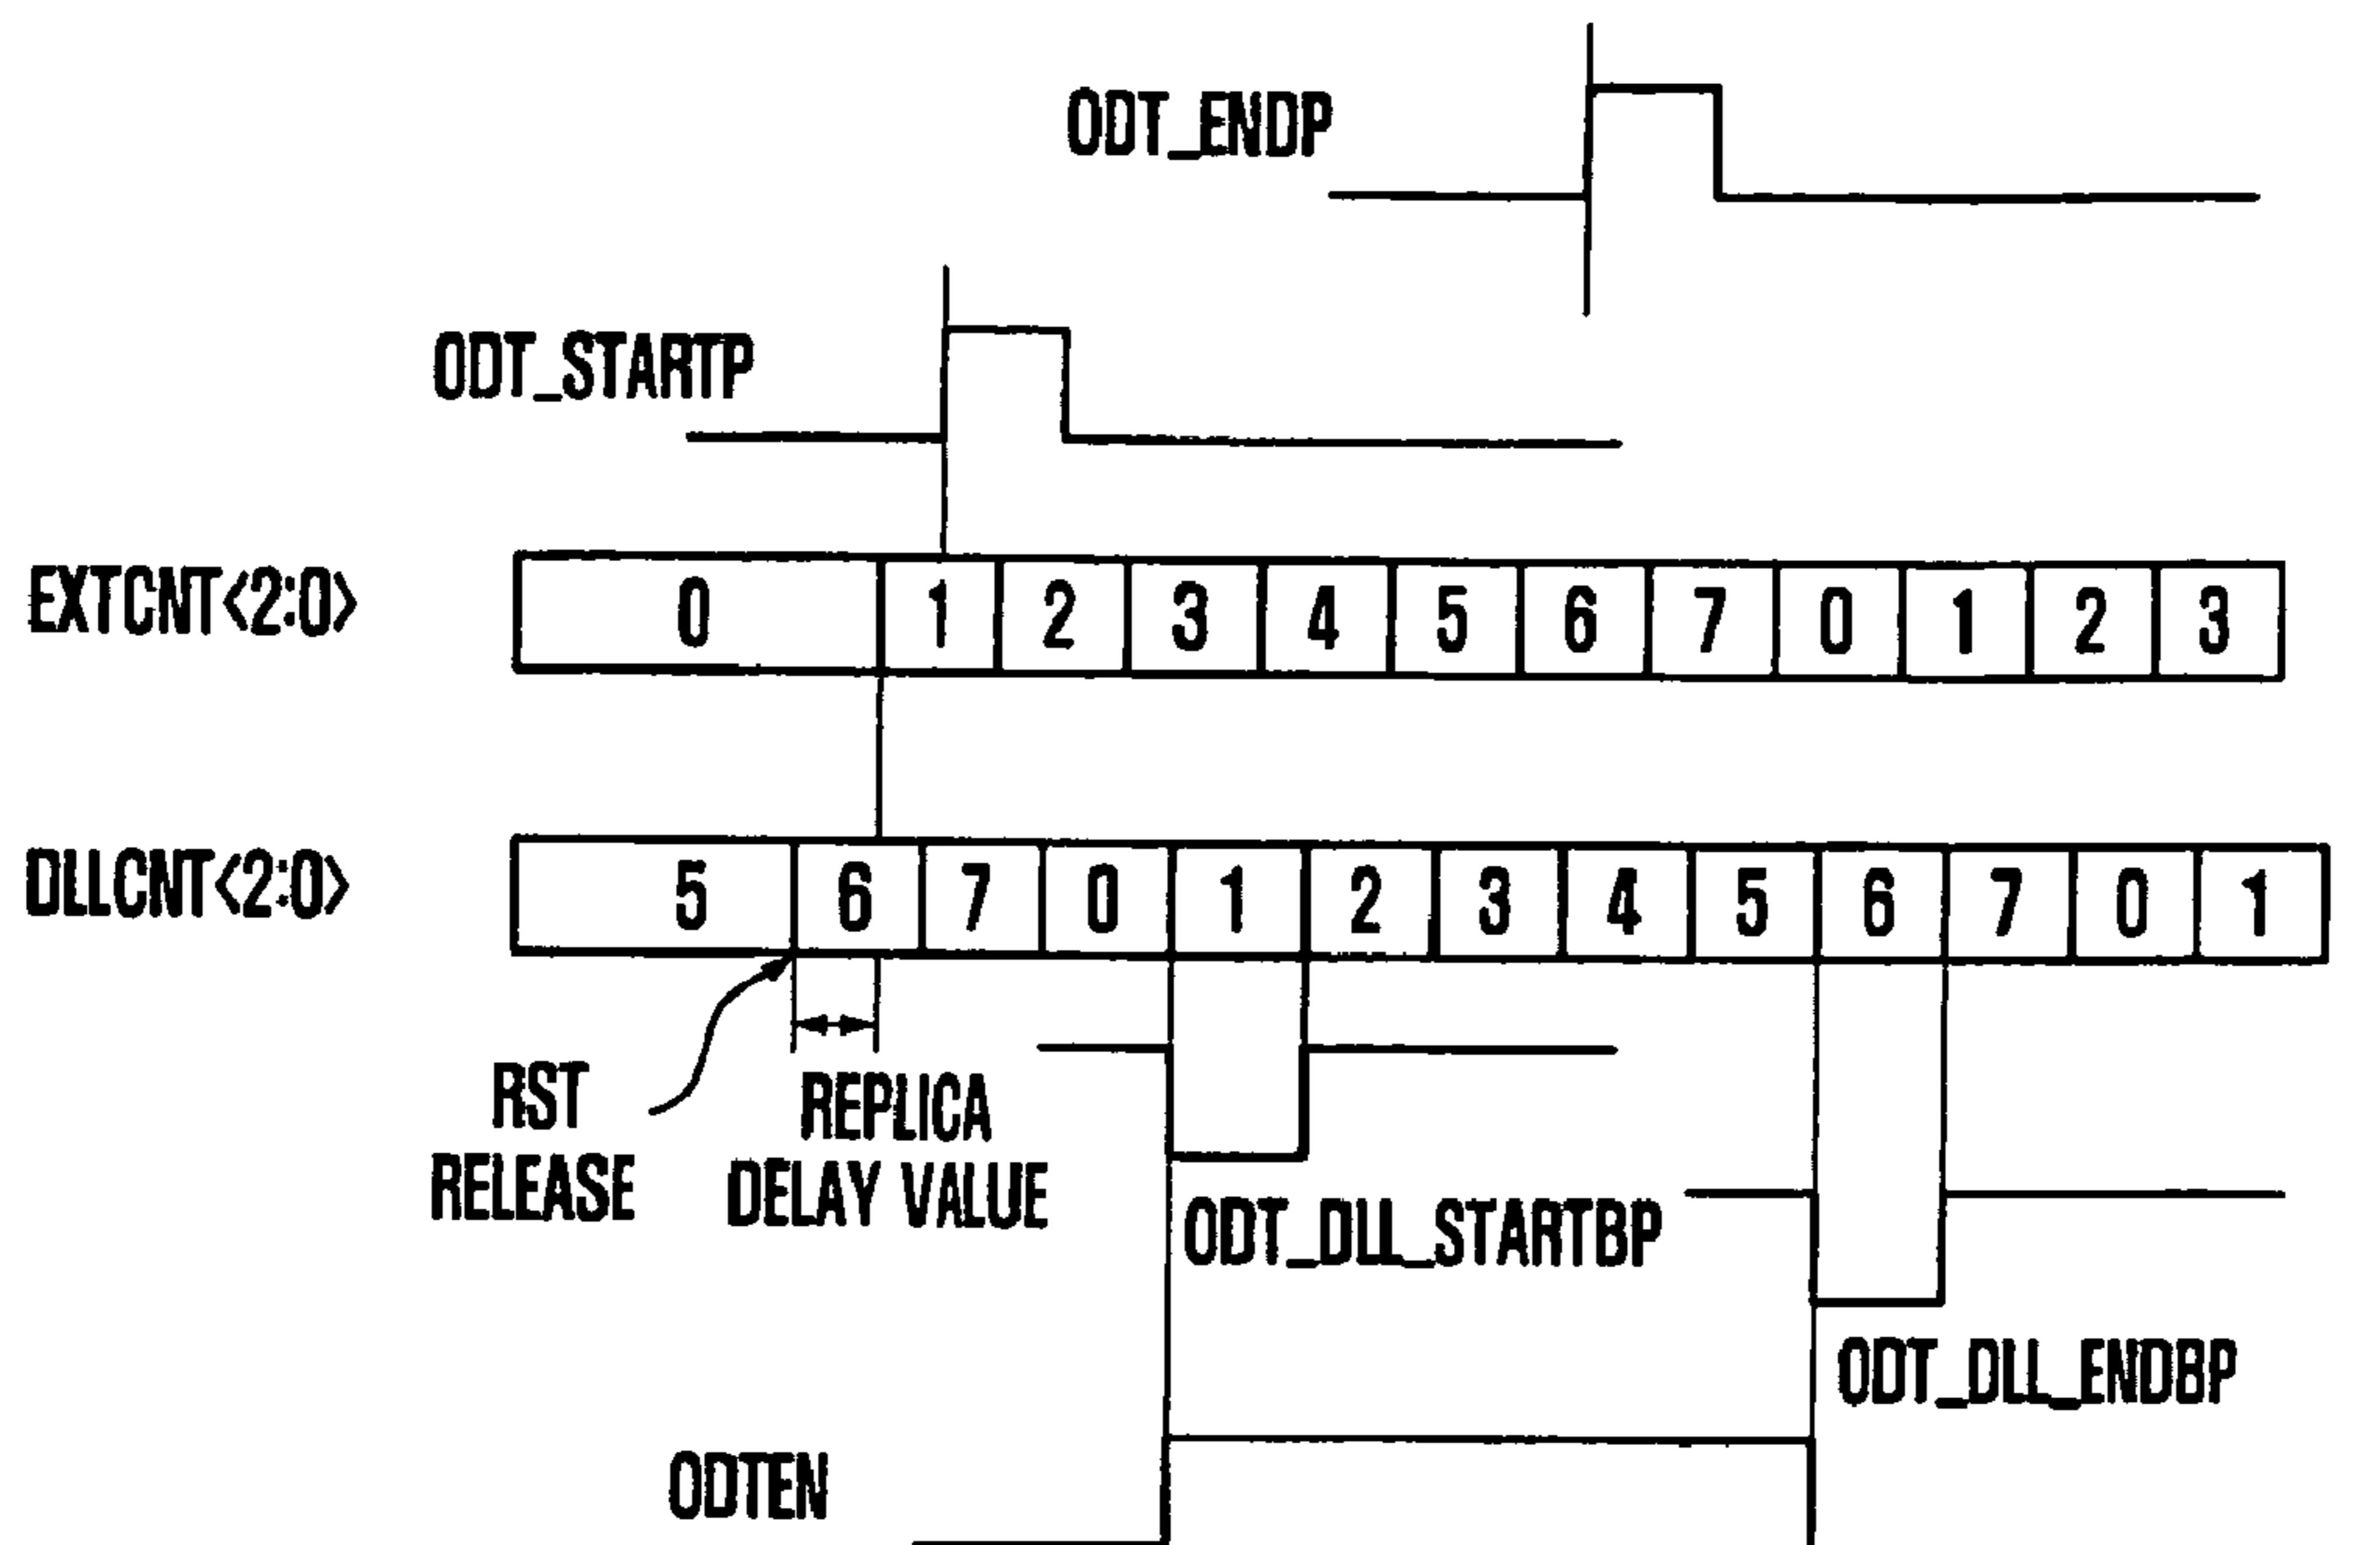 ODT_ENDP
ODT_STARTP
EXTCNT<2:0> 0 1 2 3 4 5 6 7 0 1 2 3
DLLCNT<2:0> 5 6 7 0 1 2 3 4 5 6 7 0 1
RST
RELEASE
REPLICA
DELAY VALUE
ODT_DLL_STARTBP
ODT_DLL_ENDBP
ODTEN